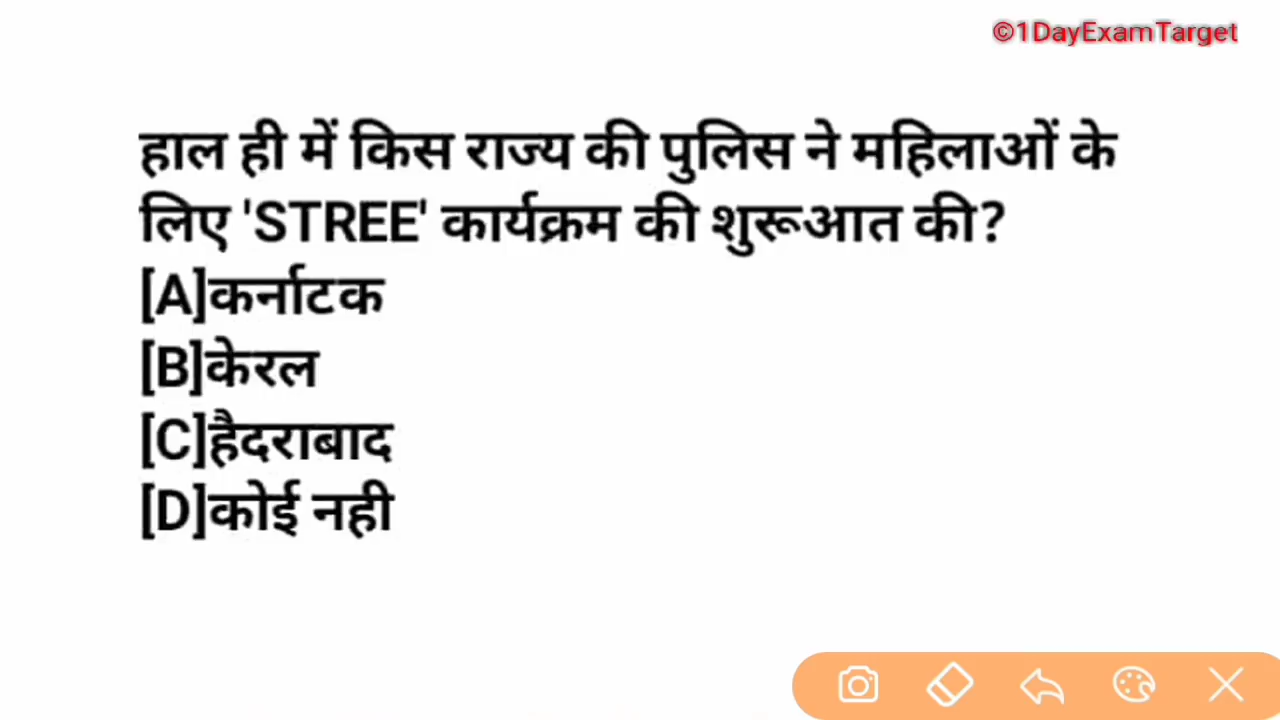 ©1DayExamTarget
हाल ही में किस राज्य की पुलिस ने महिलाओं के
लिए 'STREE' कार्यक्रम की शुरूआत की?
[A]कर्नाटक
[B]केरल
[C]हैदराबाद
[D]कोई नही